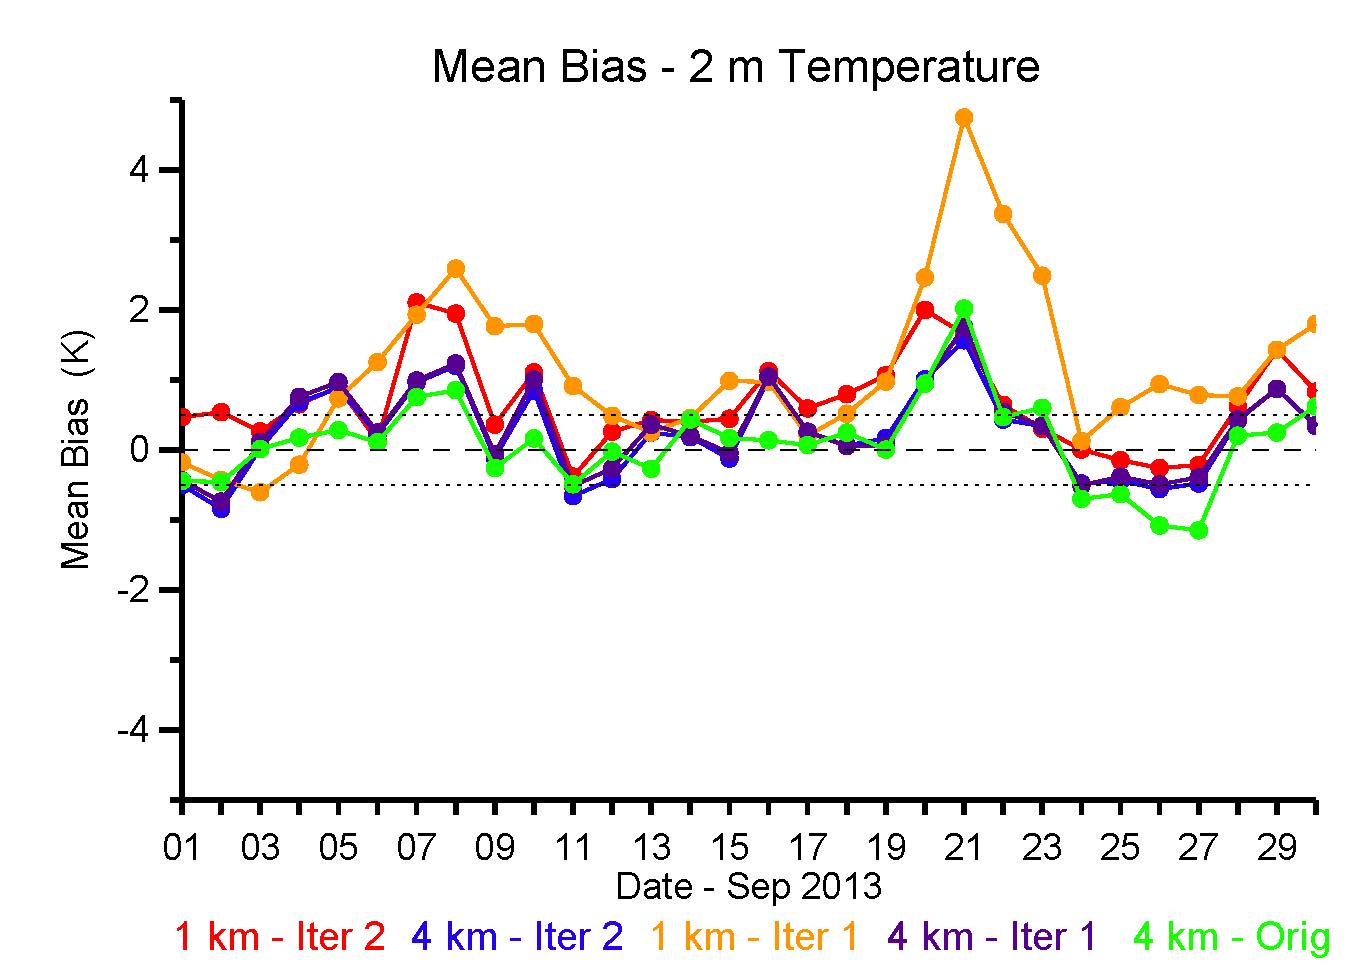 Mean Bias - 2 m Temperature
4
2
0
-2
-4
Mean Bias (K)
01 03 05 07 09 11 13 15 17 19 21 23 25 27 29
Date - Sep 2013
1 km - Iter 2 4 km - Iter 2 1 km - Iter 1 4 km - Iter 1 4 km - Orig